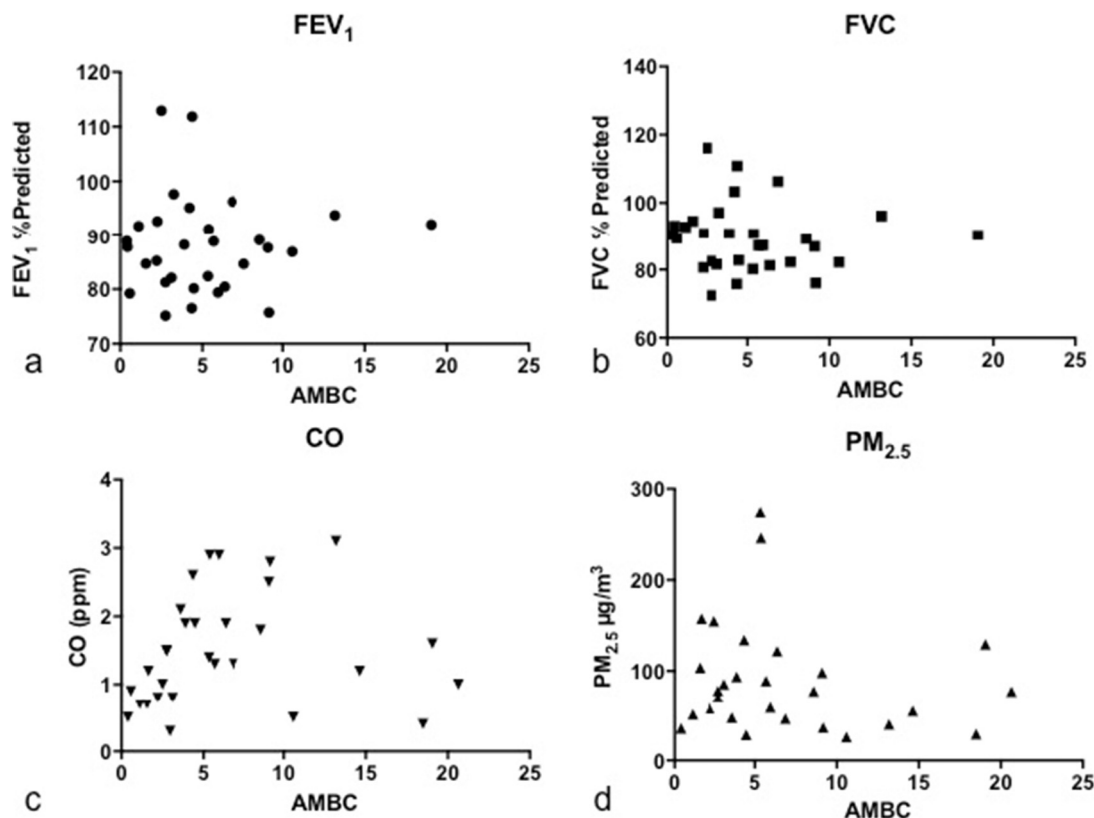 FEV₁
FEV₁ %Predicted
120
110
100
90
80
70
0
5
10
15
20
25
AMBC
a
FVC
FVC % Predicted
140
120
100
80
60
0
5
10
15
20
25
AMBC
b
CO
CO (ppm)
4
3
2
1
0
0
5
10
15
20
25
AMBC
c
PM₂.₅
PM₂.₅ µg/m³
300
200
100
0
0
5
10
15
20
25
AMBC
d